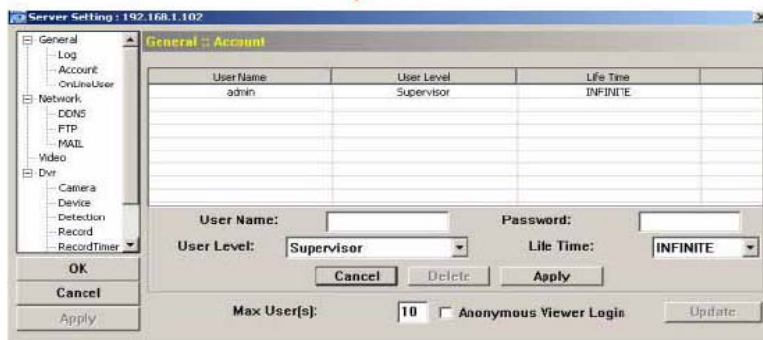 Server Setting : 192.168.1.102
General
Log
Account
OnLineUser
Network
DDNS
FTP
MAIL
Video
Dvr
Camera
Device
Detection
Record
RecordTimer
OK
Cancel
Apply
General :: Account
User Name User Level Life Time
admin Supervisor INFINITE
User Name: Password:
User Level: Supervisor Life Time: INFINITE
Cancel Delete Apply
Max User[s]: 10 Anonymous Viewer Login Update